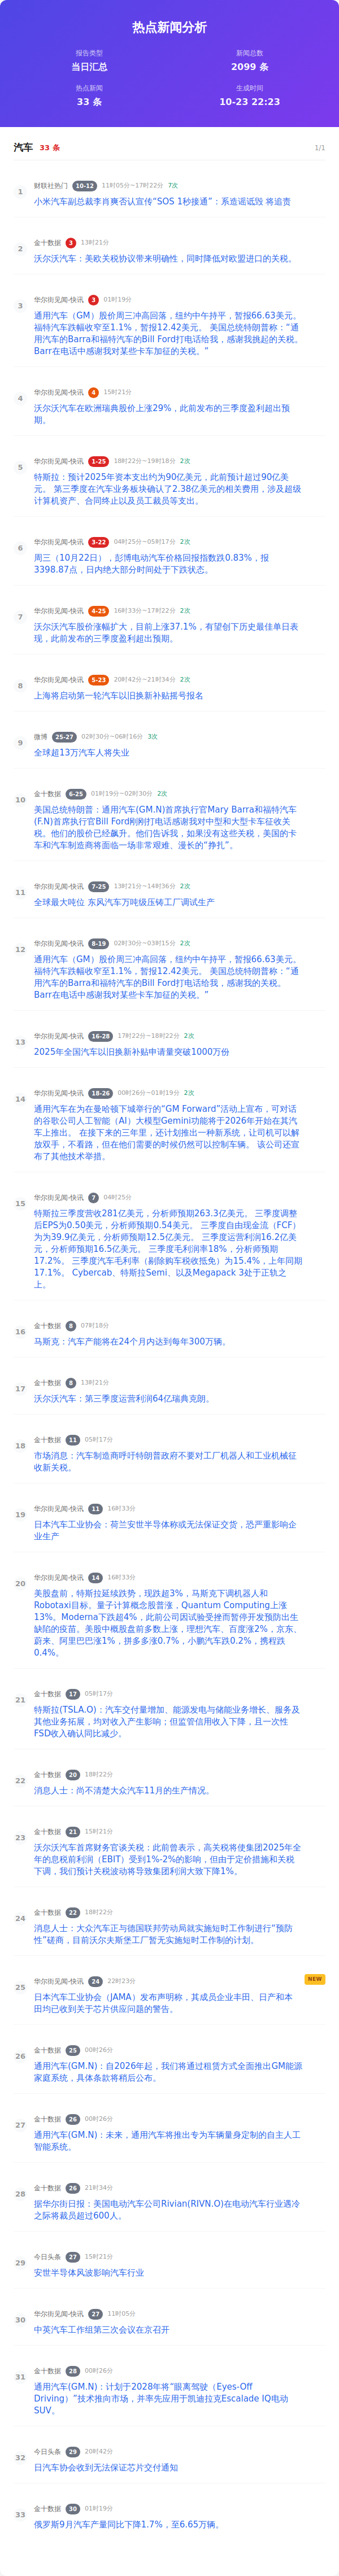 热点新闻分析
报告类型
当日汇总
新闻总数
2099 条
热点新闻
33 条
生成时间
10-23 22:23
汽车 33 条 1/1
1
财联社热门 10-12 11时05分~17时22分 7次
小米汽车副总裁李肖爽否认宣传“SOS 1秒接通”：系造谣诋毁 将追责
2
金十数据 3 13时21分
沃尔沃汽车：美欧关税协议带来明确性，同时降低对欧盟进口的关税。
3
华尔街见闻-快讯 3 01时19分
通用汽车（GM）股价周三冲高回落，纽约中午持平，暂报66.63美元。
福特汽车跌幅收窄至1.1%，暂报12.42美元。 美国总统特朗普称：“通
用汽车的Barra和福特汽车的Bill Ford打电话给我，感谢我挑起的关税。
Barr在电话中感谢我对某些卡车加征的关税。”
4
华尔街见闻-快讯 4 15时21分
沃尔沃汽车在欧洲瑞典股价上涨29%，此前发布的三季度盈利超出预
期。
5
华尔街见闻-快讯 1-25 18时22分~19时18分 2次
特斯拉：预计2025年资本支出约为90亿美元，此前预计超过90亿美
元。 第三季度在汽车业务板块确认了2.38亿美元的相关费用，涉及超级
计算机资产、合同终止以及员工裁员等支出。
6
华尔街见闻-快讯 3-22 04时25分~05时17分 2次
周三（10月22日），彭博电动汽车价格回报指数跌0.83%，报
3398.87点，日内绝大部分时间处于下跌状态。
7
华尔街见闻-快讯 4-25 16时33分~17时22分 2次
沃尔沃汽车股价涨幅扩大，目前上涨37.1%，有望创下历史最佳单日表
现，此前发布的三季度盈利超出预期。
8
华尔街见闻-快讯 5-23 20时42分~21时34分 2次
上海将启动第一轮汽车以旧换新补贴摇号报名
9
微博 25-27 02时30分~06时16分 3次
全球超13万汽车人将失业
10
金十数据 6-25 01时19分~02时30分 2次
美国总统特朗普：通用汽车(GM.N)首席执行官Mary Barra和福特汽车
(F.N)首席执行官Bill Ford刚刚打电话感谢我对中型和大型卡车征收关
税。他们的股价已经飙升。他们告诉我，如果没有这些关税，美国的卡
车和汽车制造商将面临一场非常艰难、漫长的“挣扎”。
11
华尔街见闻-快讯 7-25 13时21分~14时36分 2次
全球最大吨位 东风汽车万吨级压铸工厂调试生产
12
华尔街见闻-快讯 8-19 02时30分~03时15分 2次
通用汽车（GM）股价周三冲高回落，纽约中午持平，暂报66.63美元。
福特汽车跌幅收窄至1.1%，暂报12.42美元。 美国总统特朗普称：“通
用汽车的Barra和福特汽车的Bill Ford打电话给我，感谢我的关税。
Barr在电话中感谢我对某些卡车加征的关税。”
13
华尔街见闻-快讯 16-28 17时22分~18时22分 2次
2025年全国汽车以旧换新补贴申请量突破1000万份
14
华尔街见闻-快讯 18-26 00时26分~01时19分 2次
通用汽车在为在曼哈顿下城举行的“GM Forward”活动上宣布，可对话
的谷歌公司人工智能（AI）大模型Gemini功能将于2026年开始在其汽
车上推出。 在接下来的三年里，还计划推出一种新系统，让司机可以解
放双手，不看路，但在他们需要的时候仍然可以控制车辆。 该公司还宣
布了其他技术举措。
15
华尔街见闻-快讯 7 04时25分
特斯拉三季度营收281亿美元，分析师预期263.3亿美元。 三季度调整
后EPS为0.50美元，分析师预期0.54美元。 三季度自由现金流（FCF）
为为39.9亿美元，分析师预期12.5亿美元。 三季度运营利润16.2亿美
元，分析师预期16.5亿美元。 三季度毛利润率18%，分析师预期
17.2%。 三季度汽车毛利率（剔除购车税收抵免）为15.4%，上年同期
17.1%。 Cybercab、特斯拉Semi、以及Megapack 3处于正轨之
上。
16
金十数据 8 07时18分
马斯克：汽车产能将在24个月内达到每年300万辆。
17
金十数据 8 13时21分
沃尔沃汽车：第三季度运营利润64亿瑞典克朗。
18
金十数据 11 05时17分
市场消息：汽车制造商呼吁特朗普政府不要对工厂机器人和工业机械征
收新关税。
19
华尔街见闻-快讯 11 16时33分
日本汽车工业协会：荷兰安世半导体称或无法保证交货，恐严重影响企
业生产
20
华尔街见闻-快讯 14 16时33分
美股盘前，特斯拉延续跌势，现跌超3%，马斯克下调机器人和
Robotaxi目标。量子计算概念股普涨，Quantum Computing上涨
13%。Moderna下跌超4%，此前公司因试验受挫而暂停开发预防出生
缺陷的疫苗。美股中概股盘前多数上涨，理想汽车、百度涨2%，京东、
蔚来、阿里巴巴涨1%，拼多多涨0.7%，小鹏汽车跌0.2%，携程跌
0.4%。
21
金十数据 17 05时17分
特斯拉(TSLA.O)：汽车交付量增加、能源发电与储能业务增长、服务及
其他业务拓展，均对收入产生影响；但监管信用收入下降，且一次性
FSD收入确认同比减少。
22
金十数据 20 18时22分
消息人士：尚不清楚大众汽车11月的生产情况。
23
金十数据 21 15时21分
沃尔沃汽车首席财务官谈关税：此前曾表示，高关税将使集团2025年全
年的息税前利润（EBIT）受到1%-2%的影响，但由于定价措施和关税
下调，我们预计关税波动将导致集团利润大致下降1%。
24
金十数据 22 18时22分
消息人士：大众汽车正与德国联邦劳动局就实施短时工作制进行“预防
性”磋商，目前沃尔夫斯堡工厂暂无实施短时工作制的计划。
25
华尔街见闻-快讯 24 22时23分 NEW
日本汽车工业协会（JAMA）发布声明称，其成员企业丰田、日产和本
田均已收到关于芯片供应问题的警告。
26
金十数据 25 00时26分
通用汽车(GM.N)：自2026年起，我们将通过租赁方式全面推出GM能源
家庭系统，具体条款将稍后公布。
27
金十数据 26 00时26分
通用汽车(GM.N)：未来，通用汽车将推出专为车辆量身定制的自主人工
智能系统。
28
金十数据 26 21时34分
据华尔街日报：美国电动汽车公司Rivian(RIVN.O)在电动汽车行业遇冷
之际将裁员超过600人。
29
今日头条 27 15时21分
安世半导体风波影响汽车行业
30
华尔街见闻-快讯 27 11时05分
中英汽车工作组第三次会议在京召开
31
金十数据 28 00时26分
通用汽车(GM.N)：计划于2028年将“眼离驾驶（Eyes-Off
Driving）”技术推向市场，并率先应用于凯迪拉克Escalade IQ电动
SUV。
32
今日头条 29 20时42分
日汽车协会收到无法保证芯片交付通知
33
金十数据 30 01时19分
俄罗斯9月汽车产量同比下降1.7%，至6.65万辆。